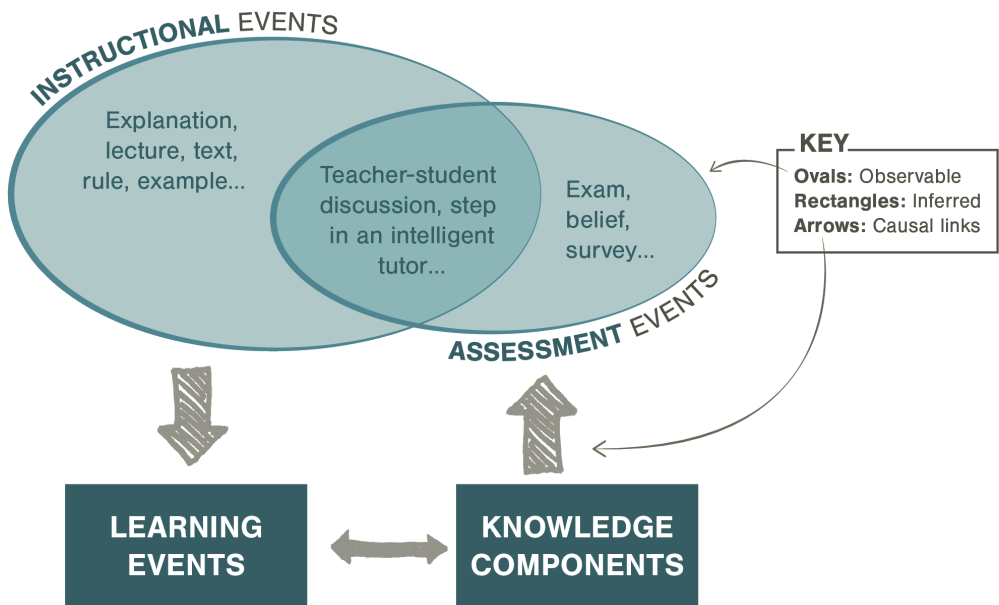 INSTRUCTIONAL EVENTS
Explanation,
lecture, text,
rule, example...
Teacher-student
discussion, step
in an intelligent
tutor...
Exam,
belief,
survey...
ASSESSMENT EVENTS
KEY
Ovals: Observable
Rectangles: Inferred
Arrows: Causal links
LEARNING
EVENTS
KNOWLEDGE
COMPONENTS